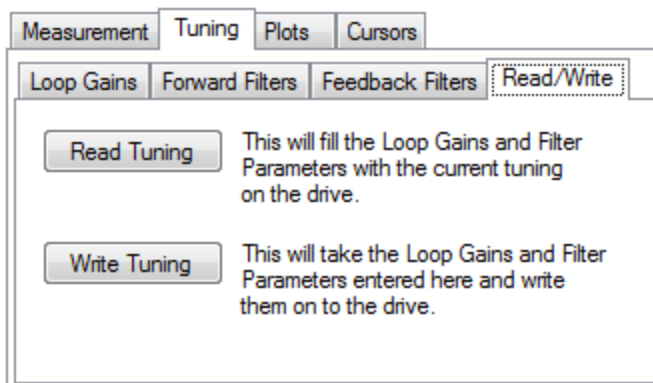 Measurement Tuning Plots Cursors
Loop Gains Forward Filters Feedback Filters Read/Write
Read Tuning
This will fill the Loop Gains and Filter
Parameters with the current tuning
on the drive.
Write Tuning
This will take the Loop Gains and Filter
Parameters entered here and write
them on to the drive.